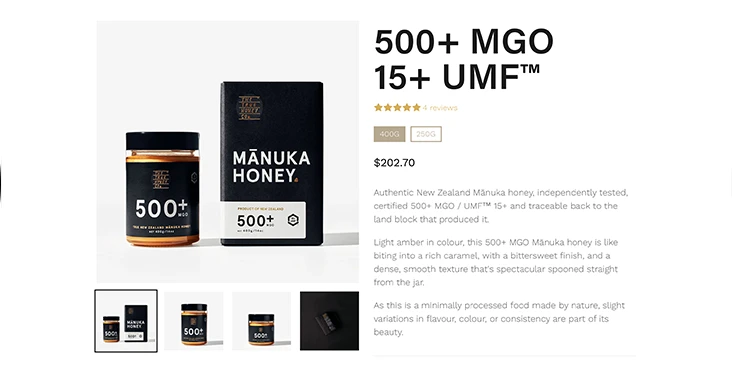 500+ MGO
15+ UMF™
4 reviews
400G
250G
$202.70
Authentic New Zealand Mānuka honey, independently tested,
certified 500+ MGO / UMF™ 15+ and traceable back to the
land block that produced it.
Light amber in colour, this 500+ MGO Mānuka honey is like
biting into a rich caramel, with a bittersweet finish, and a
dense, smooth texture that's spectacular spooned straight
from the jar.
As this is a minimally processed food made by nature, slight
variations in flavour, colour, or consistency are part of its
beauty.
THE
TRUE
HONEY
Co.
MĀNUKA
HONEY
PRODUCT OF NEW ZEALAND
500+
MGO
500+
MGO
TRUE NEW ZEALAND MĀNUKA HONEY
MĀNUKA
HONEY
500+
500+
500+